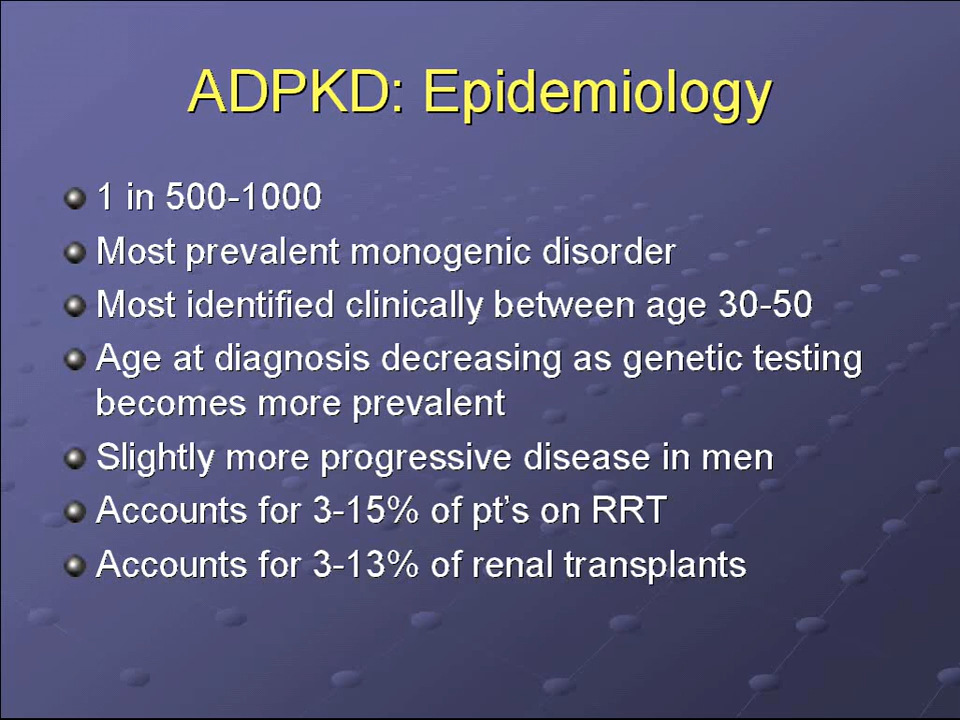 ADPKD: Epidemiology
1 in 500-1000
Most prevalent monogenic disorder
Most identified clinically between age 30-50
Age at diagnosis decreasing as genetic testing
becomes more prevalent
Slightly more progressive disease in men
Accounts for 3-15% of pt's on RRT
Accounts for 3-13% of renal transplants